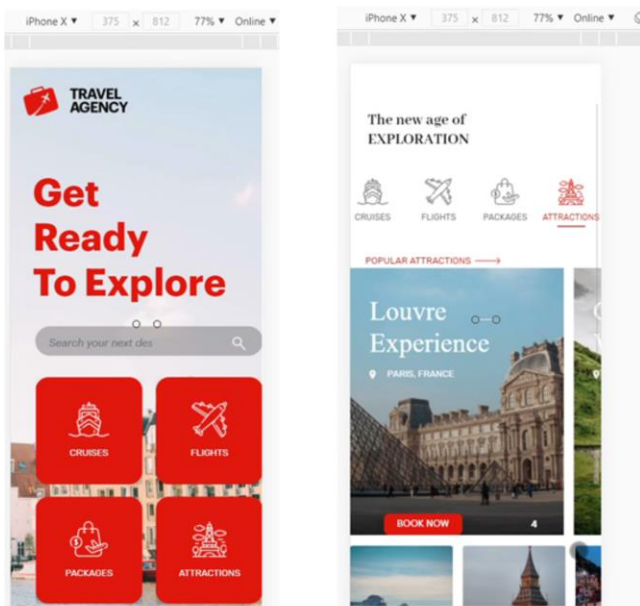 iPhone X ▼ 375 x 812 77% ▼ Online ▼
TRAVEL
AGENCY
Get
Ready
To Explore
Search your next des
CRUISES
FLIGHTS
PACKAGES
ATTRACTIONS
iPhone X ▼ 375 x 812 77% ▼ Online ▼
The new age of
EXPLORATION
CRUISES FLIGHTS PACKAGES ATTRACTIONS
POPULAR ATTRACTIONS
Louvre
Experience
PARIS, FRANCE
BOOK NOW 4